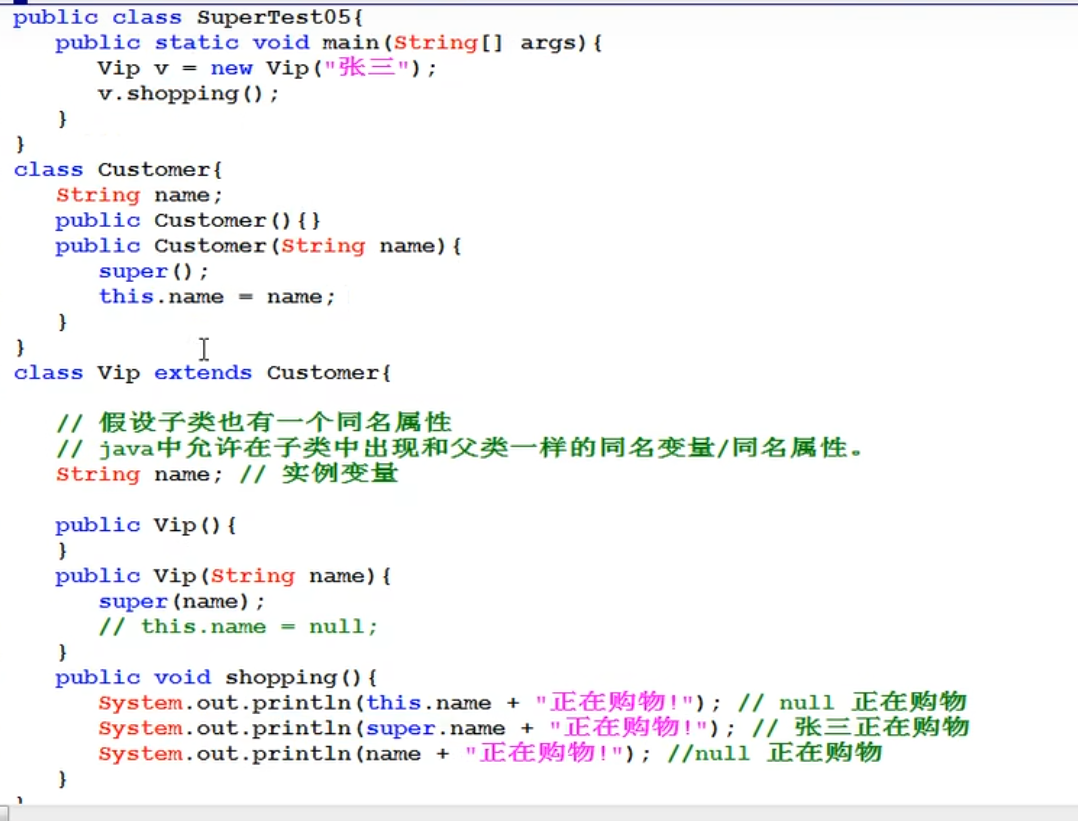 public class SuperTest05{
    public static void main(String[] args){
        Vip v = new Vip("张三");
        v.shopping();
    }
}
class Customer{
    String name;
    public Customer(){}
    public Customer(String name){
        super();
        this.name = name;
    }
}
class Vip extends Customer{
    // 假设子类也有一个同名属性
    // java中允许在子类中出现和父类一样的同名变量/同名属性。
    String name; // 实例变量
    public Vip(){
    }
    public Vip(String name){
        super(name);
        // this.name = null;
    }
    public void shopping(){
        System.out.println(this.name + "正在购物!"); // null 正在购物
        System.out.println(super.name + "正在购物!"); // 张三正在购物
        System.out.println(name + "正在购物!"); //null 正在购物
    }
}